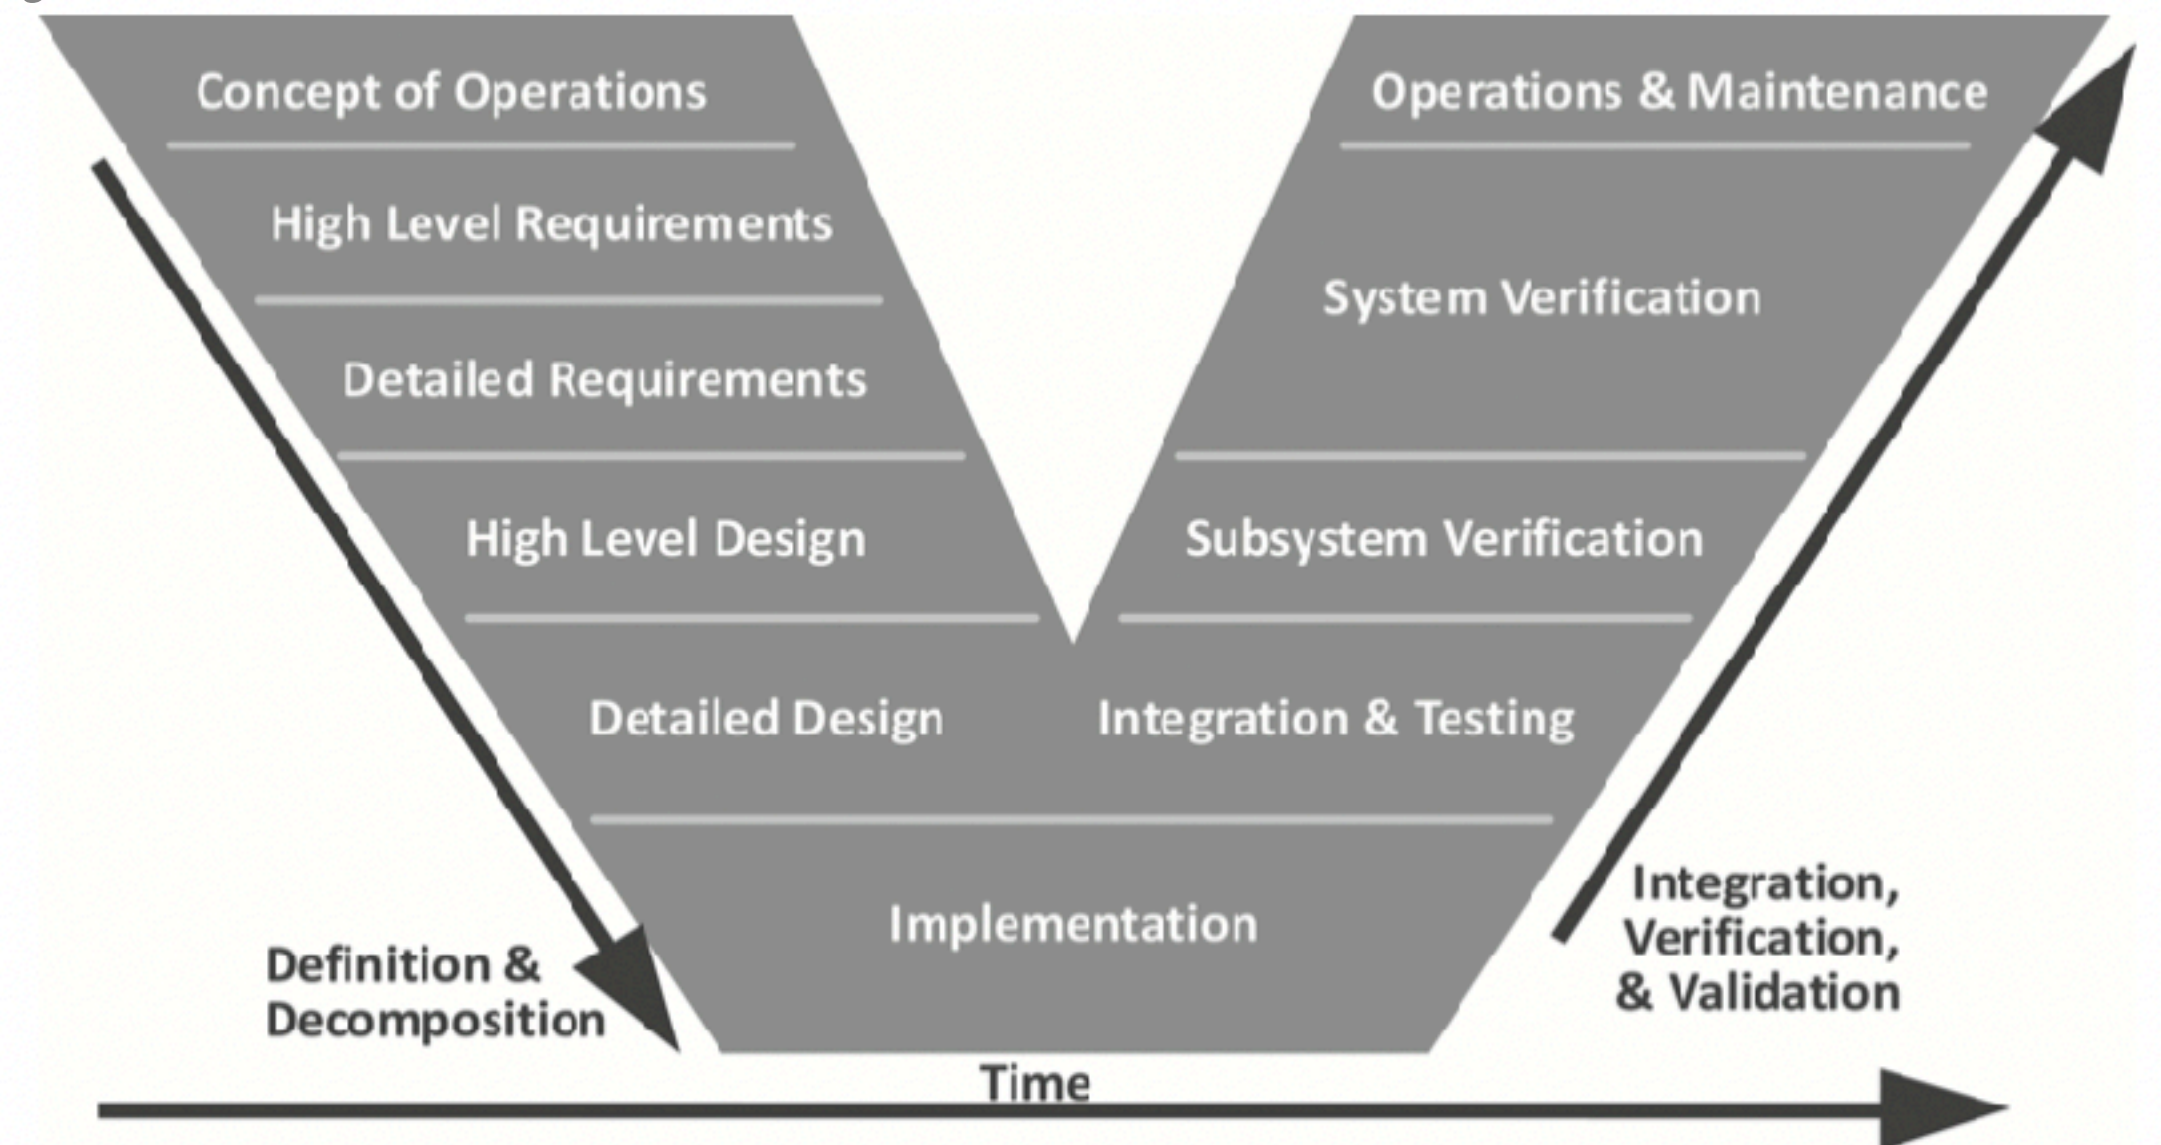 Concept of Operations
High Level Requirements
Detailed Requirements
High Level Design
Detailed Design
Implementation
Integration & Testing
Subsystem Verification
System Verification
Operations & Maintenance
Definition &
Decomposition
Integration,
Verification,
& Validation
Time